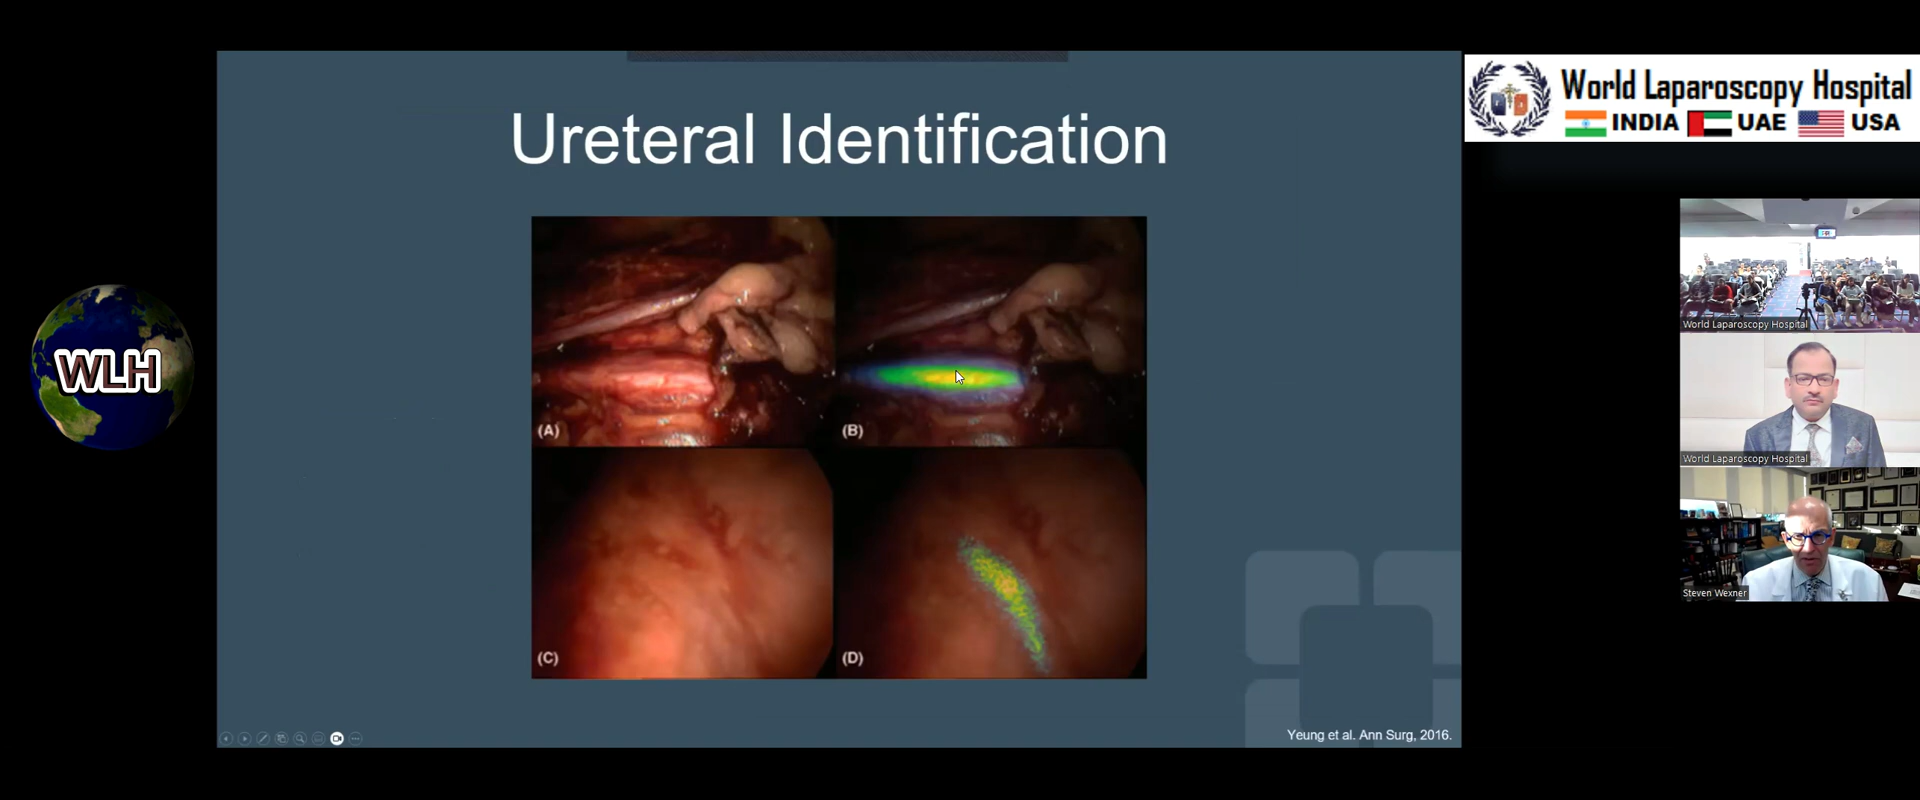 World Laparoscopy Hospital
INDIA UAE USA
Ureteral Identification
(A)
(B)
(C)
(D)
Yeung et al. Ann Surg, 2016.
WLH
World Laparoscopy Hospital
World Laparoscopy Hospital
Steven Wexner